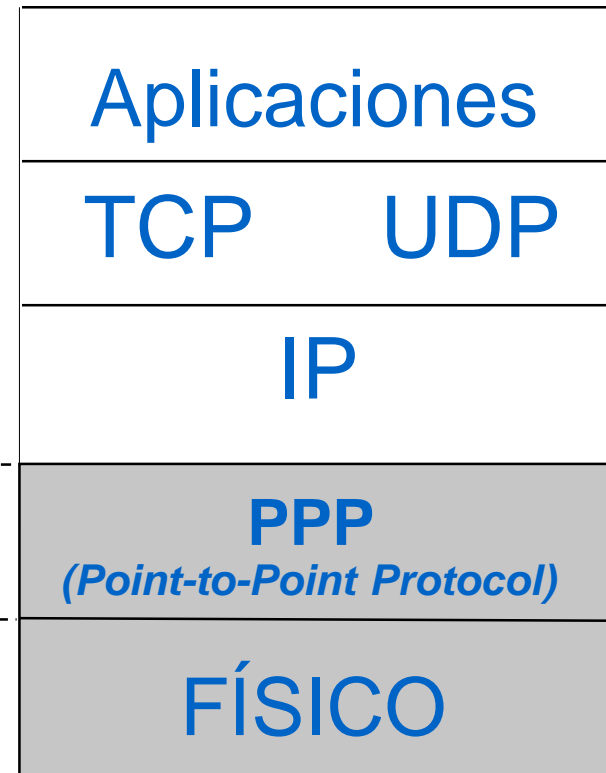 Aplicaciones
TCP UDP
IP
PPP
(Point-to-Point Protocol)
FÍSICO